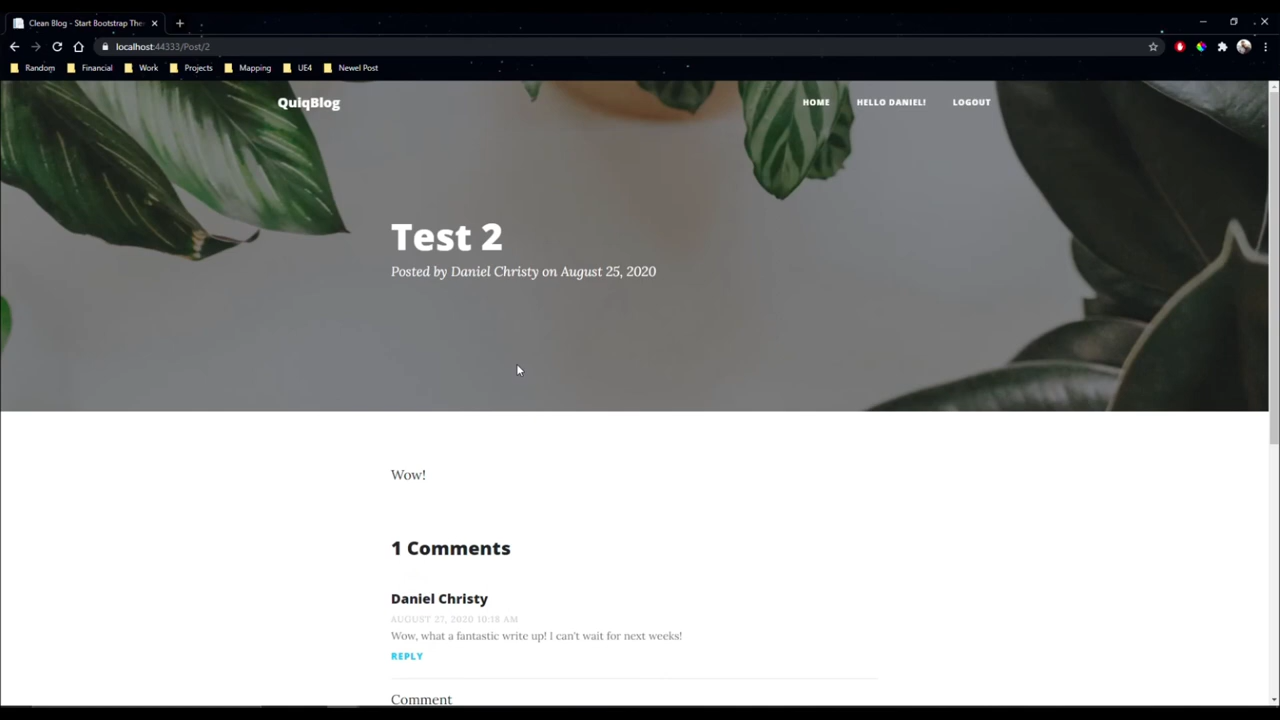 Clean Blog - Start Bootstrap The
localhost:44333/Post/2
Random Financial Work Projects Mapping UE4 Newel Post
QuiqBlog HOME HELLO DANIEL! LOGOUT
Test 2
Posted by Daniel Christy on August 25, 2020
Wow!
1 Comments
Daniel Christy
AUGUST 27, 2020 10:18 AM
Wow, what a fantastic write up! I can't wait for next weeks!
REPLY
Comment